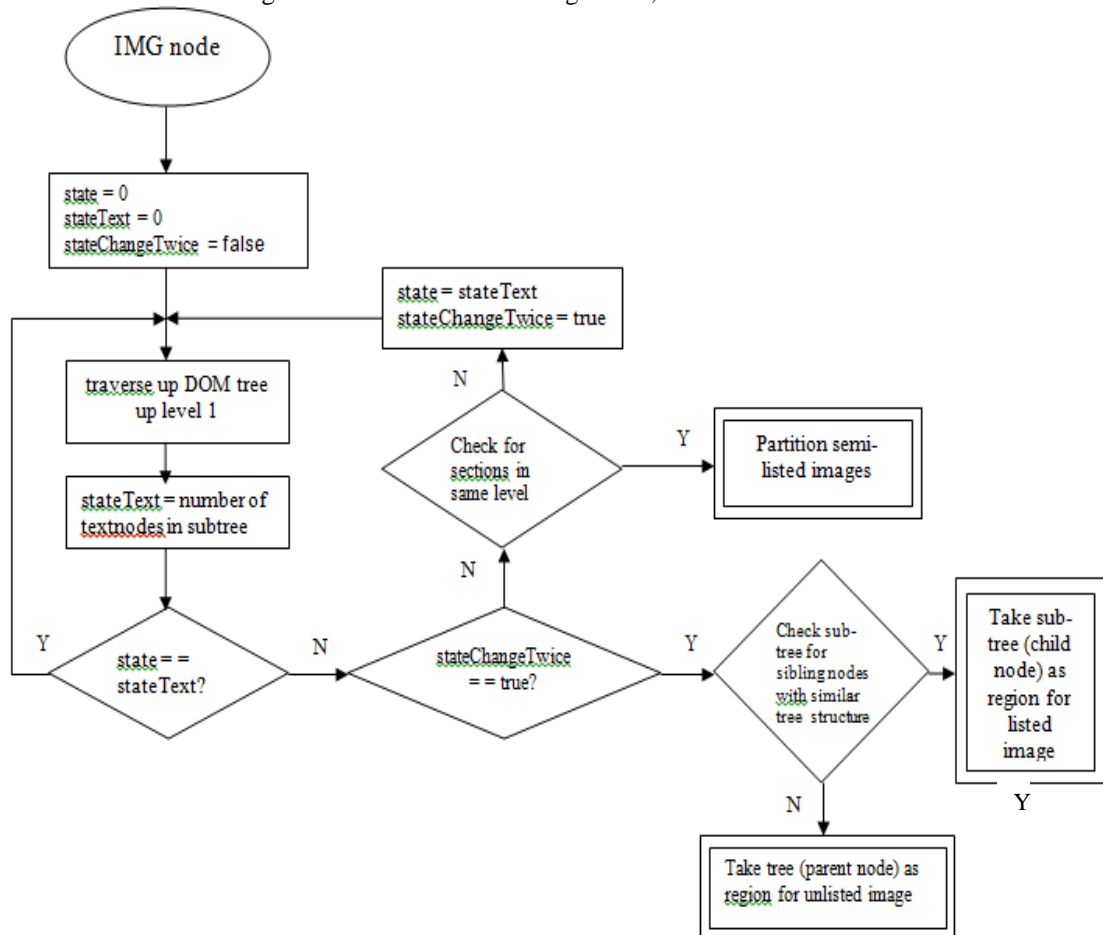 IMG node
state = 0
stateText = 0
stateChangeTwice = false
state = stateText
stateChangeTwice = true
traverse up DOM tree
up level 1
N
Check for
sections in
same level
Y
Partition semi-
listed images
stateText = number of
textnodes in subtree
N
Y
state = =
stateText?
N
stateChangeTwice
= = true?
Y
Check sub-
tree for
sibling nodes
with similar
tree structure
Y
Take sub-
tree (child
node) as
region for
listed
image
Y
N
Take tree (parent node) as
region for unlisted image